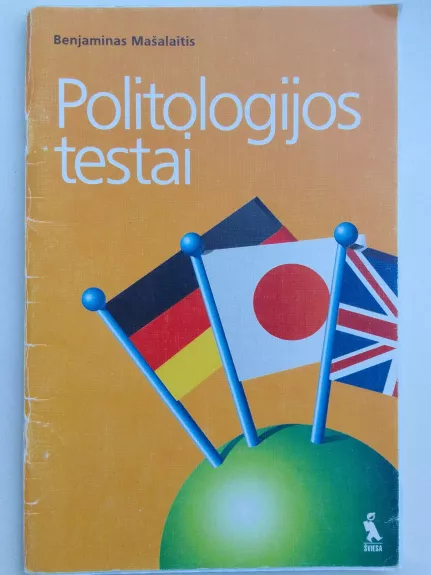 Benjaminas Mašalaitis
Politologijos
testai
ŠVIESA